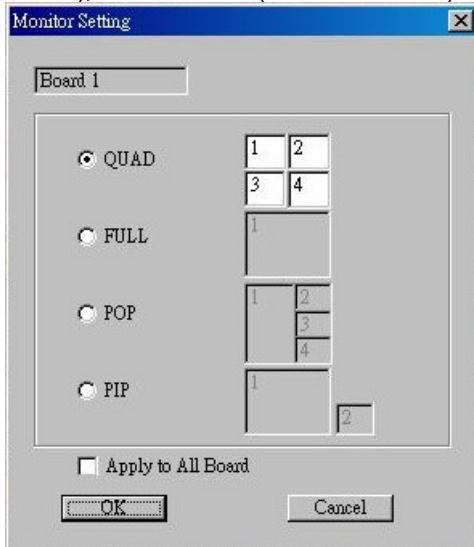 Monitor Setting
Board 1
QUAD 1 2
3 4
FULL 1
POP 1 2
3
4
PIP 1
2
Apply to All Board
OK Cancel